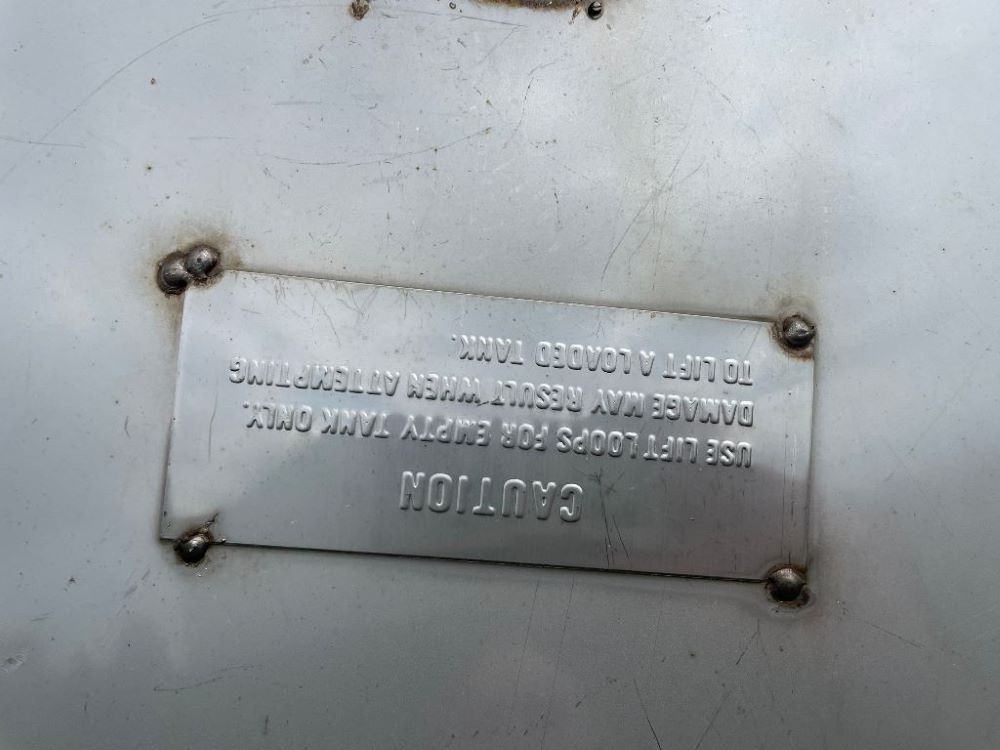 CAUTION
USE LIFT LOOPS FOR EMPTY TANK ONLY.
DAMAGE MAY RESULT WHEN ATTEMPTING
TO LIFT A LOADED TANK.